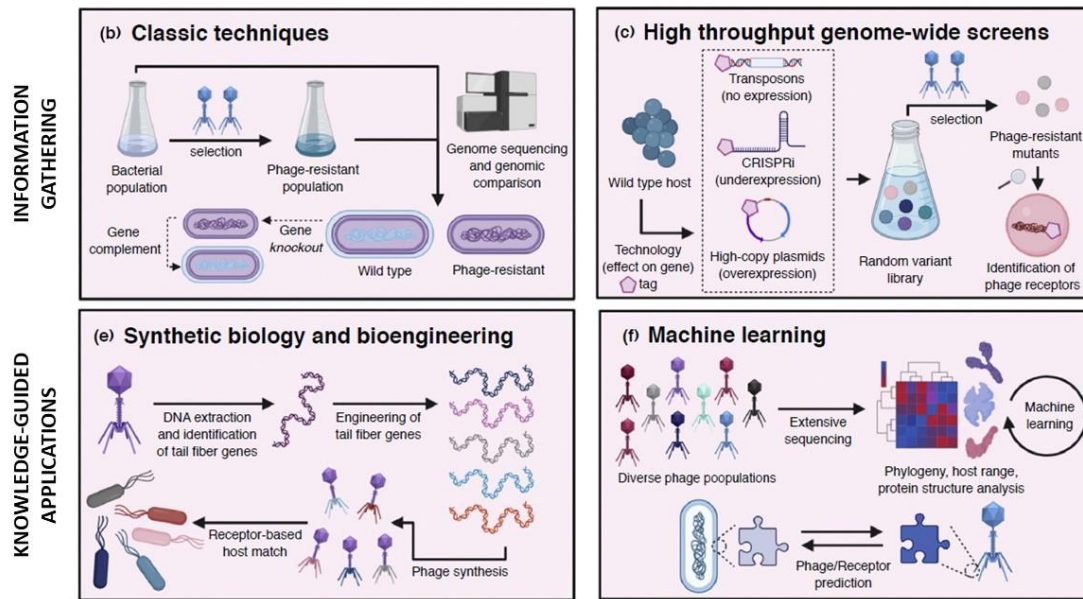 INFORMATION
GATHERING
(b) Classic techniques
selection
Bacterial
population
Phage-resistant
population
Genome sequencing
and genomic
comparison
Gene
complement
Gene
knockout
Wild type
Phage-resistant
(c) High throughput genome-wide screens
Wild type host
Technology
(effect on gene)
tag
Transposons
(no expression)
CRISPRi
(underexpression)
High-copy plasmids
(overexpression)
selection
Random variant
library
Phage-resistant
mutants
Identification of
phage receptors
KNOWLEDGE-GUIDED
APPLICATIONS
(e) Synthetic biology and bioengineering
DNA extraction
and identification
of tail fiber genes
Engineering of
tail fiber genes
Receptor-based
host match
Phage synthesis
(f) Machine learning
Diverse phage poopulations
Extensive
sequencing
Machine
learning
Phylogeny, host range,
protein structure analysis
Phage/Receptor
prediction